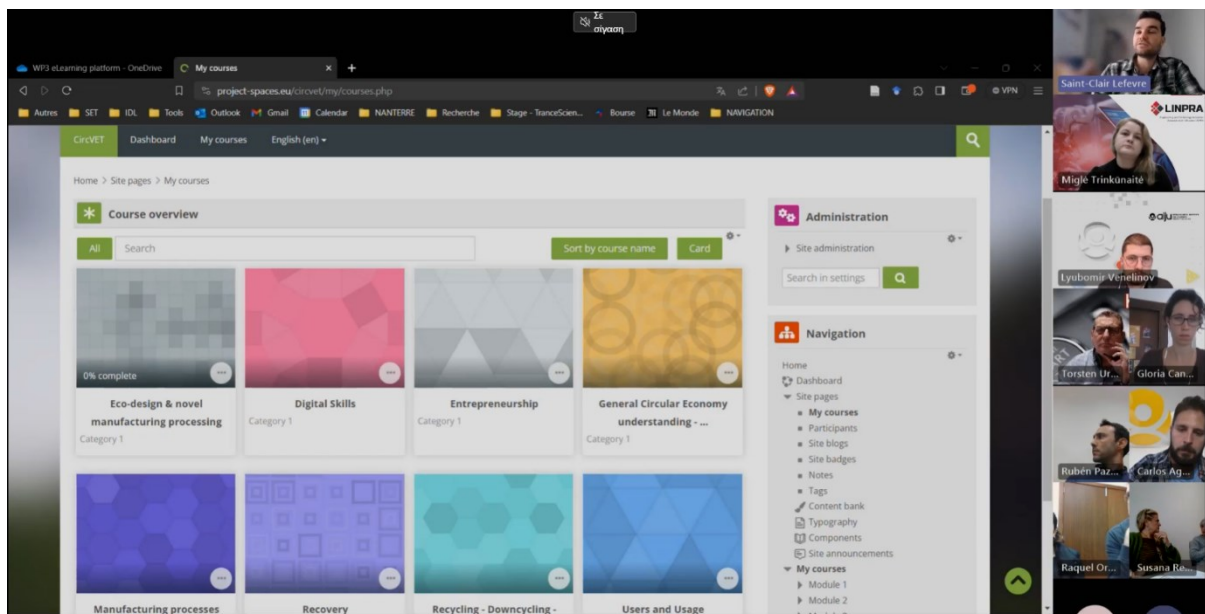 Σε
σίγαση
WP3 eLearning platform - OneDrive
My courses
project-spaces.eu/circvet/my/courses.php
VPN
Autres
SET
IDL
Tools
Outlook
Gmail
Calendar
NANTERRE
Recherche
Stage - TranceScien...
Bourse
Le Monde
NAVIGATION
CircVET
Dashboard
My courses
English (en)
Home > Site pages > My courses
Course overview
All
Search
Sort by course name
Card
0% complete
Eco-design & novel
manufacturing processing
Category 1
Digital Skills
Category 1
Entrepreneurship
Category 1
General Circular Economy
understanding - ...
Category 1
Manufacturing processes
Recovery
Recycling - Downcycling -
Users and Usage
Administration
Site administration
Search in settings
Navigation
Home
Dashboard
Site pages
My courses
Participants
Site blogs
Site badges
Notes
Tags
Content bank
Typography
Components
Site announcements
My courses
Module 1
Module 2
Saint-Clair Lefevre
LINPRA
Miglė Trinkūnaitė
Lyubomir Venelinov
Torsten Ur...
Gloria Can...
Rubén Paz...
Carlos Ag...
Raquel Or...
Susana Re...